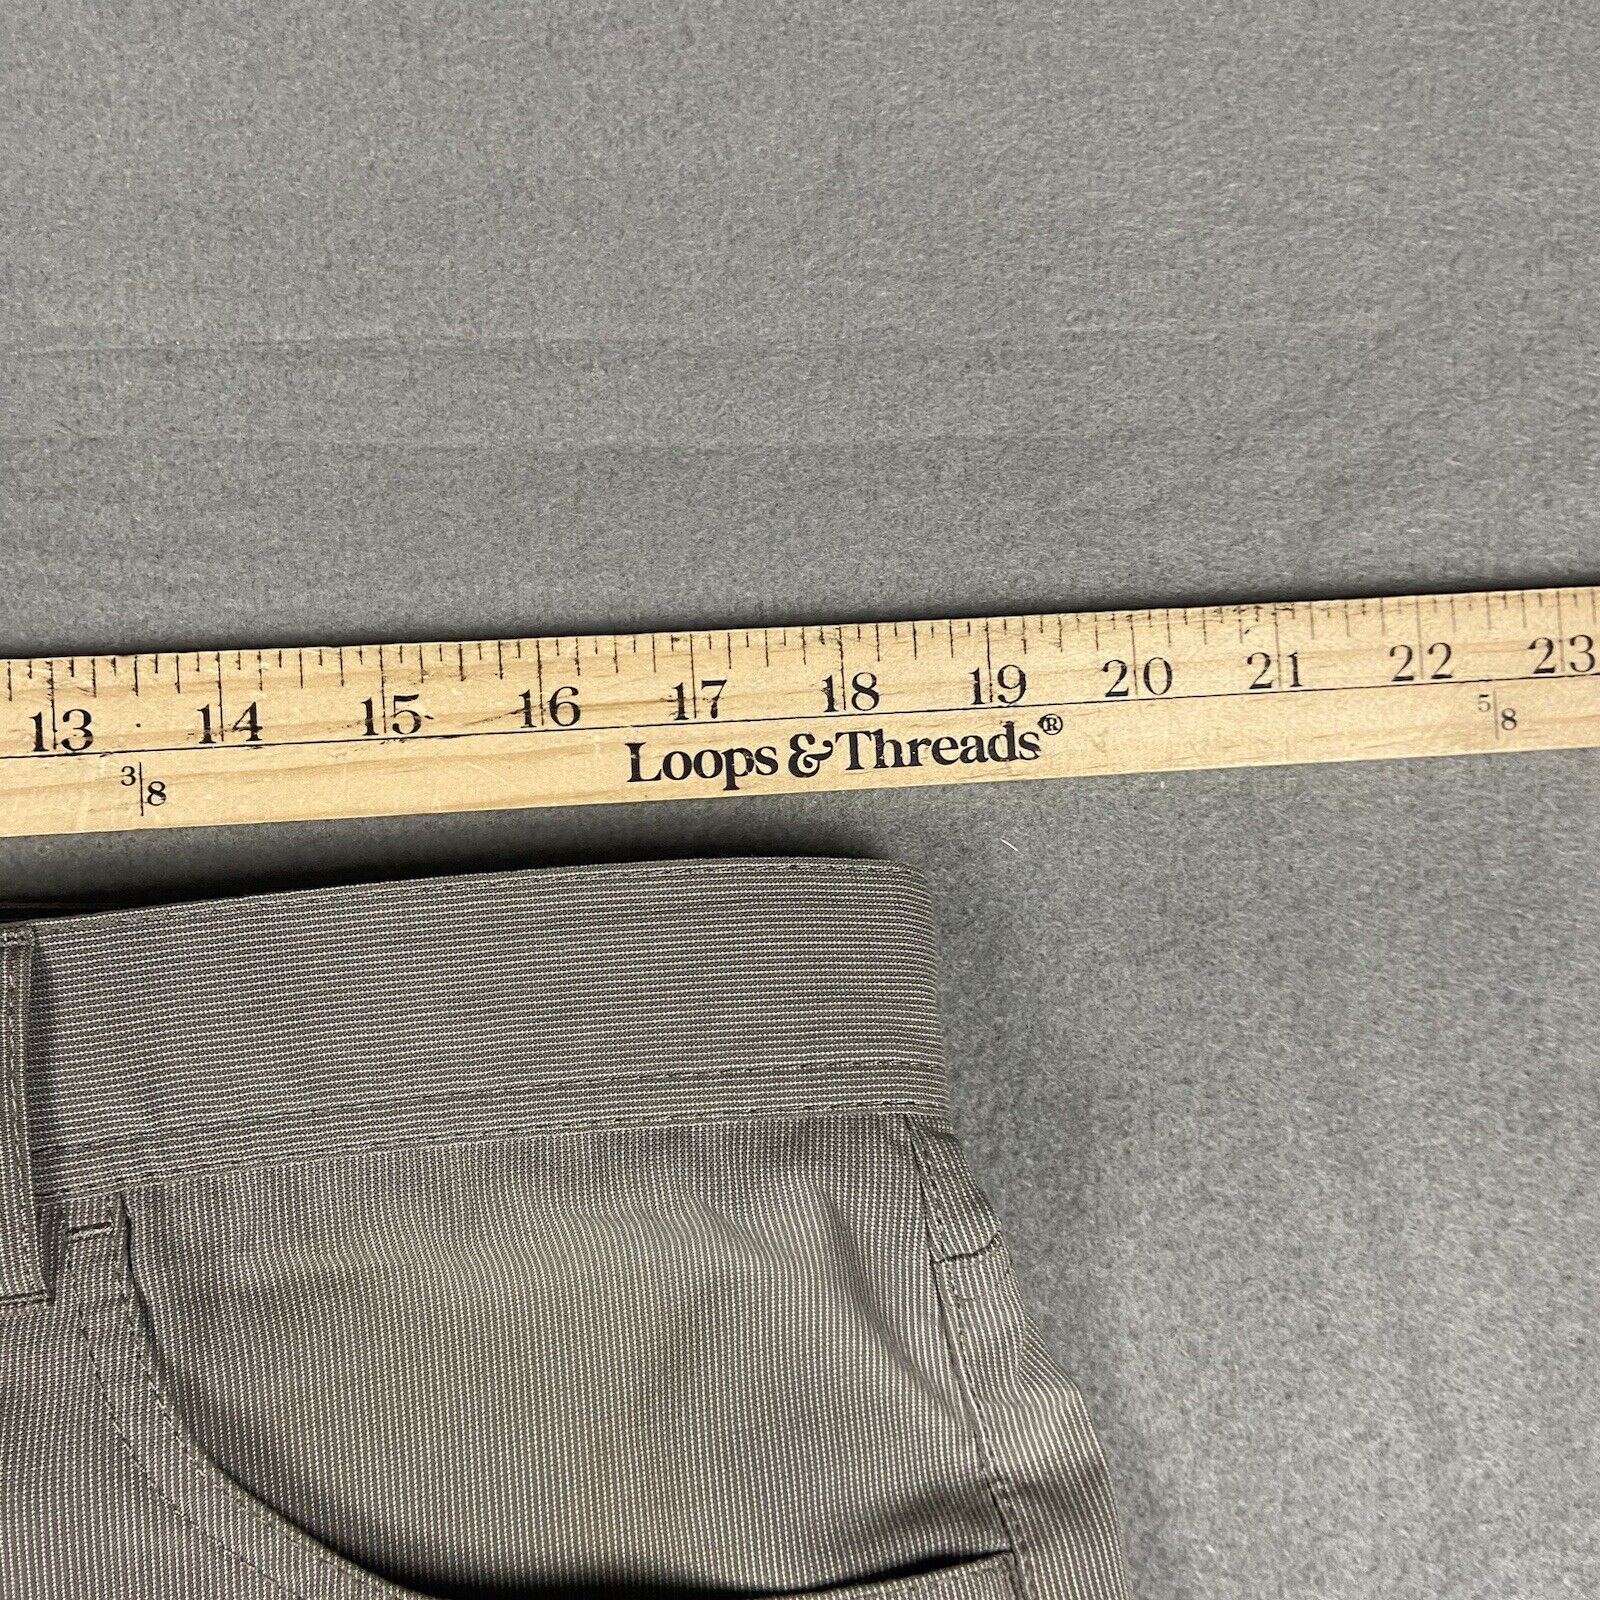 13 14 15 16 17 18 19 20 21 22 23
3/8 Loops & Threads® 5/8